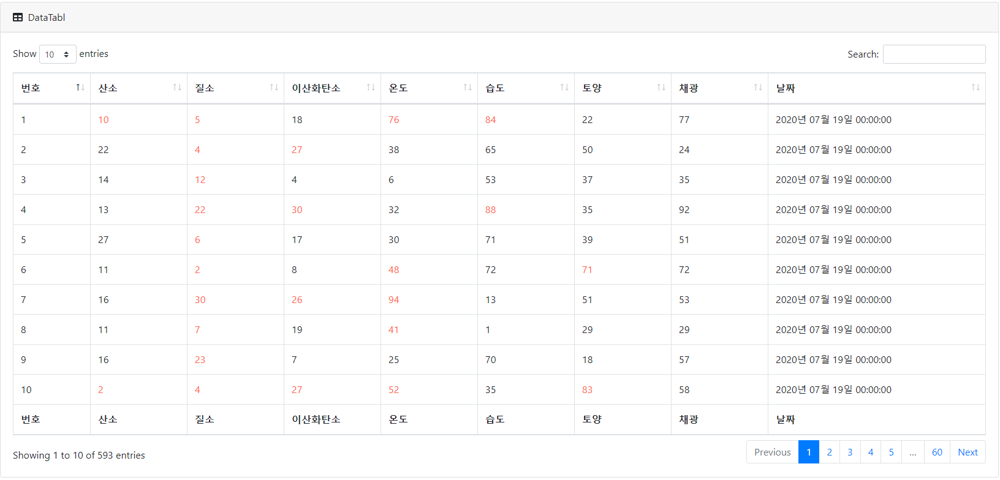 DataTabl
Show 10 entries Search:
번호 산소 질소 이산화탄소 온도 습도 토양 채광 날짜
1 10 5 18 76 84 22 77 2020년 07월 19일 00:00:00
2 22 4 27 38 65 50 24 2020년 07월 19일 00:00:00
3 14 12 4 6 53 37 35 2020년 07월 19일 00:00:00
4 13 22 30 32 88 35 92 2020년 07월 19일 00:00:00
5 27 6 17 30 71 39 51 2020년 07월 19일 00:00:00
6 11 2 8 48 72 71 72 2020년 07월 19일 00:00:00
7 16 30 26 94 13 51 53 2020년 07월 19일 00:00:00
8 11 7 19 41 1 29 29 2020년 07월 19일 00:00:00
9 16 23 7 25 70 18 57 2020년 07월 19일 00:00:00
10 2 4 27 52 35 83 58 2020년 07월 19일 00:00:00
번호 산소 질소 이산화탄소 온도 습도 토양 채광 날짜
Showing 1 to 10 of 593 entries Previous 1 2 3 4 5 ... 60 Next